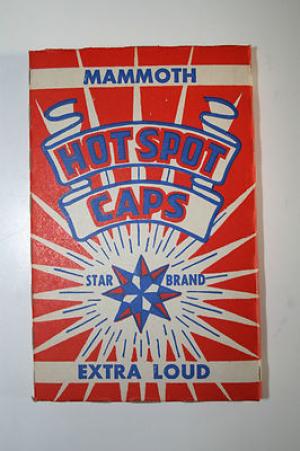 MAMMOTH
HOT SPOT
CAPS
STAR BRAND
EXTRA LOUD